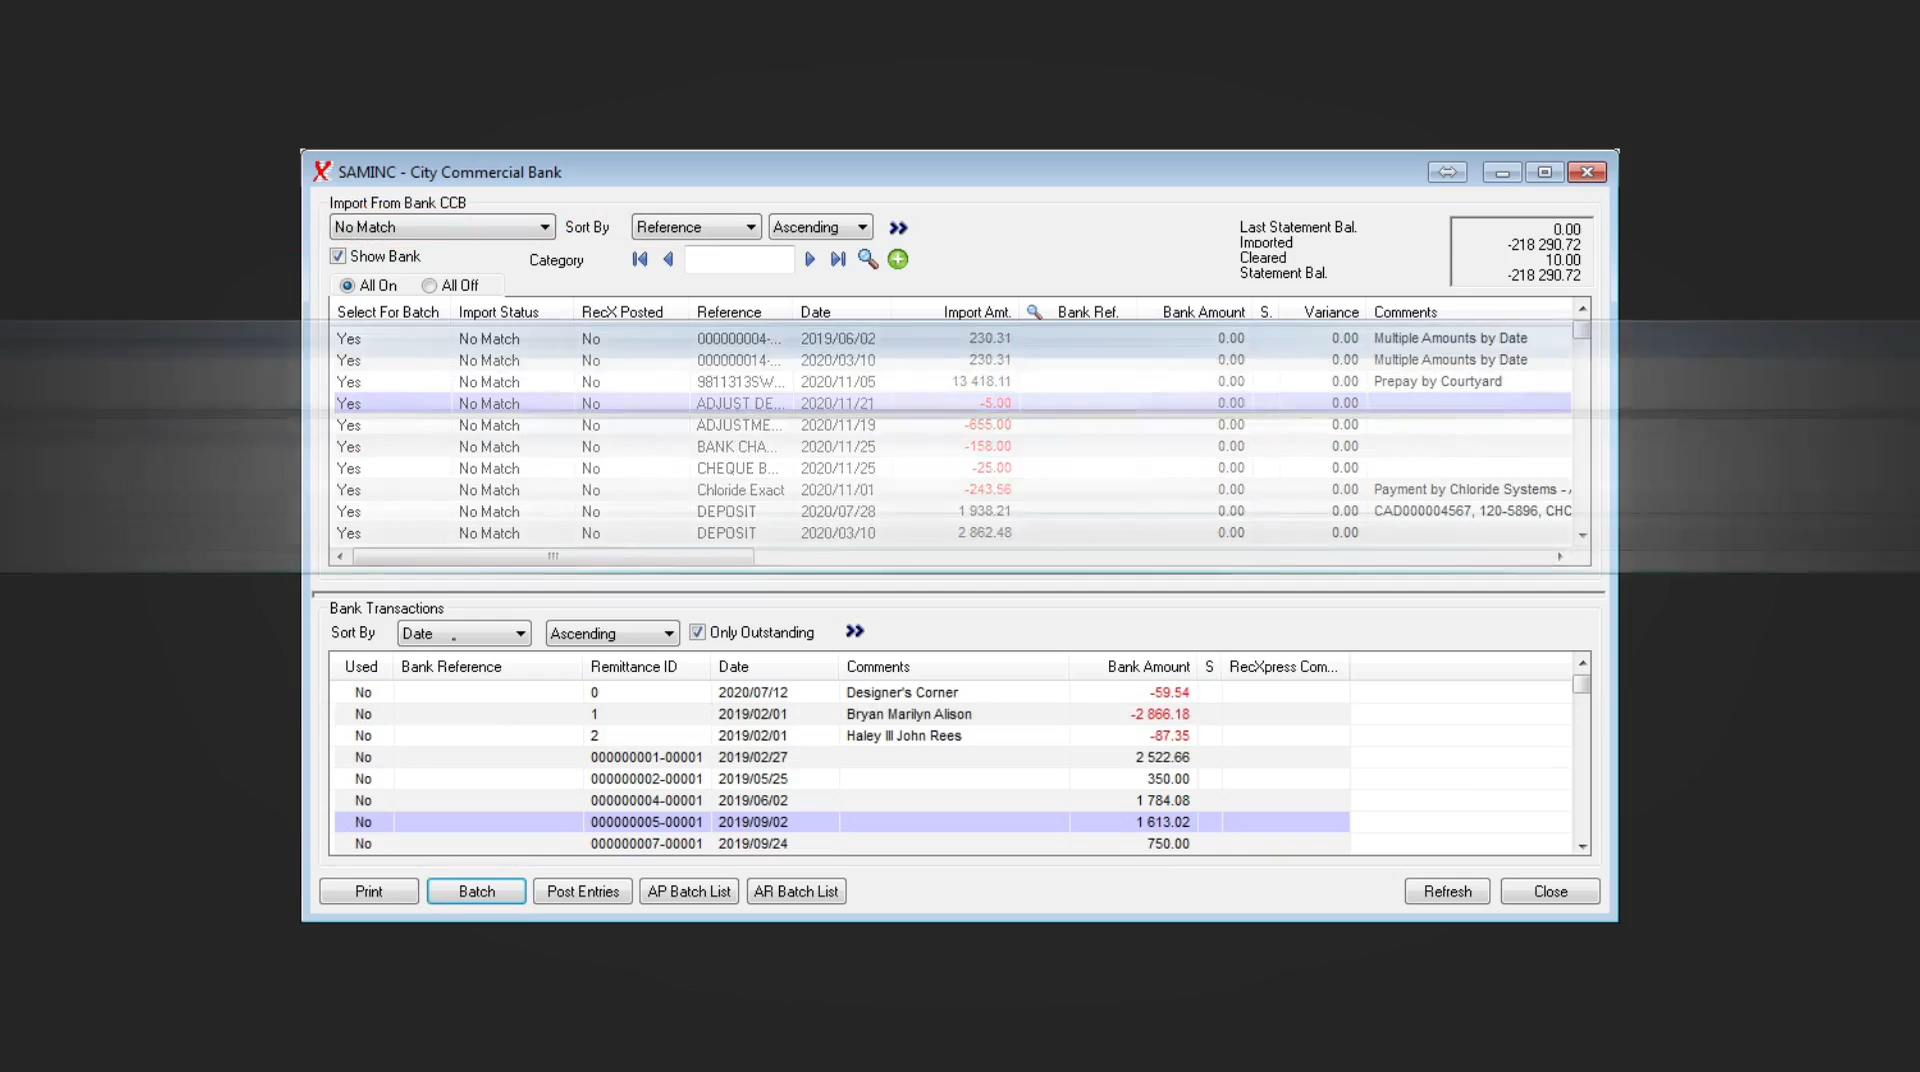 SAMINC - City Commercial Bank
Import From Bank CCB
No Match Sort By Reference Ascending
Show Bank Category
All On All Off
Last Statement Bal. 0.00
Imported -218 290.72
Cleared 10.00
Statement Bal. -218 290.72
Select For Batch Import Status RecX Posted Reference Date Import Amt. Bank Ref. Bank Amount S. Variance Comments
Yes No Match No 000000004-... 2019/06/02 230.31 0.00 0.00 Multiple Amounts by Date
Yes No Match No 000000014-... 2020/03/10 230.31 0.00 0.00 Multiple Amounts by Date
Yes No Match No 9811313SW... 2020/11/05 13 418.11 0.00 0.00 Prepay by Courtyard
Yes No Match No ADJUST DE... 2020/11/21 -5.00 0.00 0.00
Yes No Match No ADJUSTME... 2020/11/19 -655.00 0.00 0.00
Yes No Match No BANK CHA... 2020/11/25 -158.00 0.00 0.00
Yes No Match No CHEQUE B... 2020/11/25 -25.00 0.00 0.00
Yes No Match No Chloride Exact 2020/11/01 -243.56 0.00 0.00 Payment by Chloride Systems -
Yes No Match No DEPOSIT 2020/07/28 1 938.21 0.00 0.00 CAD000004567, 120-5896, CHC
Yes No Match No DEPOSIT 2020/03/10 2 862.48 0.00 0.00
Bank Transactions
Sort By Date Ascending Only Outstanding
Used Bank Reference Remittance ID Date Comments Bank Amount S RecXpress Com...
No 0 2020/07/12 Designer's Corner -59.54
No 1 2019/02/01 Bryan Marilyn Alison -2 866.18
No 2 2019/02/01 Haley III John Rees -87.35
No 000000001-00001 2019/02/27 2 522.66
No 000000002-00001 2019/05/25 350.00
No 000000004-00001 2019/06/02 1 784.08
No 000000005-00001 2019/09/02 1 613.02
No 000000007-00001 2019/09/24 750.00
Print Batch Post Entries AP Batch List AR Batch List Refresh Close